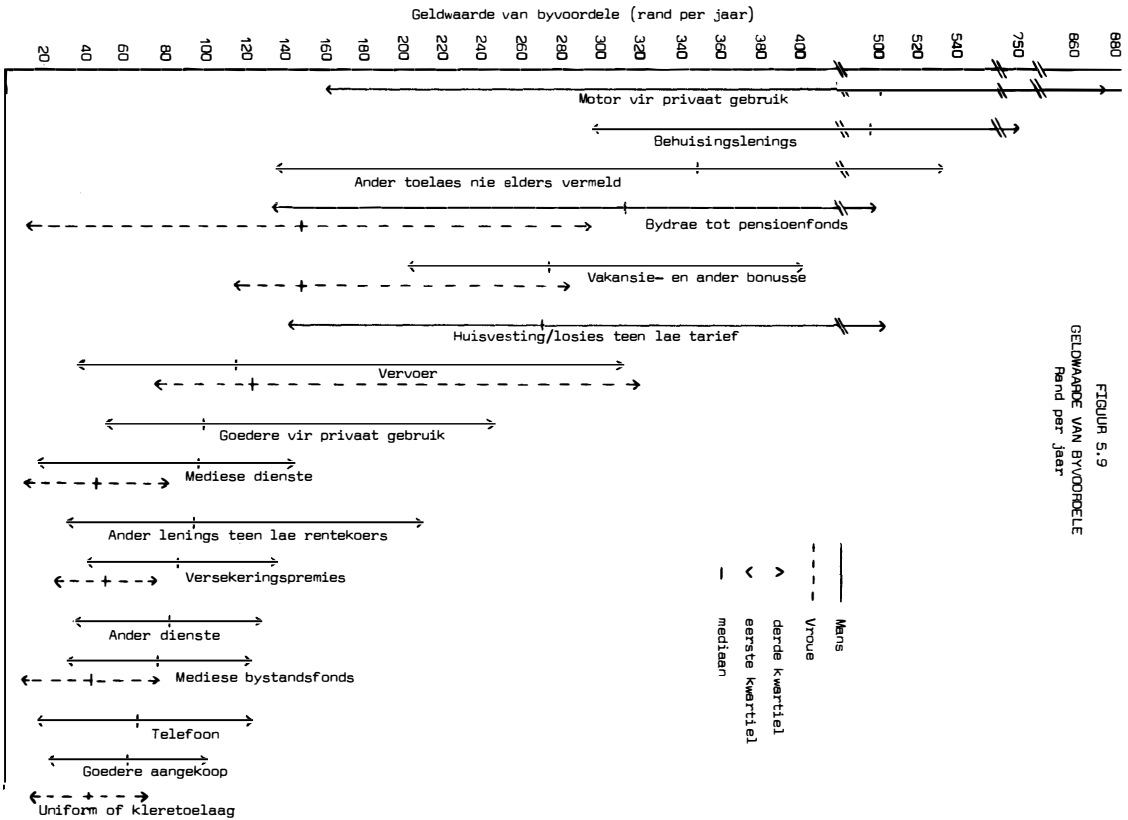 Geldwaarde van byvoordele (rand per jaar)
20 40 60 80 100 120 140 160 180 200 220 240 260 280 300 320 340 360 380 400 500 520 540 750 860 880
Motor vir privaat gebruik
Behuisingslenings
Ander toelaes nie elders vermeld
Bydrae tot pensioenfonds
Vakansie- en ander bonusse
Huisvesting/losies teen lae tarief
Vervoer
Goedere vir privaat gebruik
Mediese dienste
Ander lenings teen lae rentekoers
Versekeringspremies
Ander dienste
Mediese bystandsfonds
Telefoon
Goedere aangekoop
Uniform of kleretoelaag
FIGUUR 5.9
GELDWAARDE VAN BYVOORDELE
Rand per jaar
Mans
Vroue
derde kwartiel
eerste kwartiel
mediaan